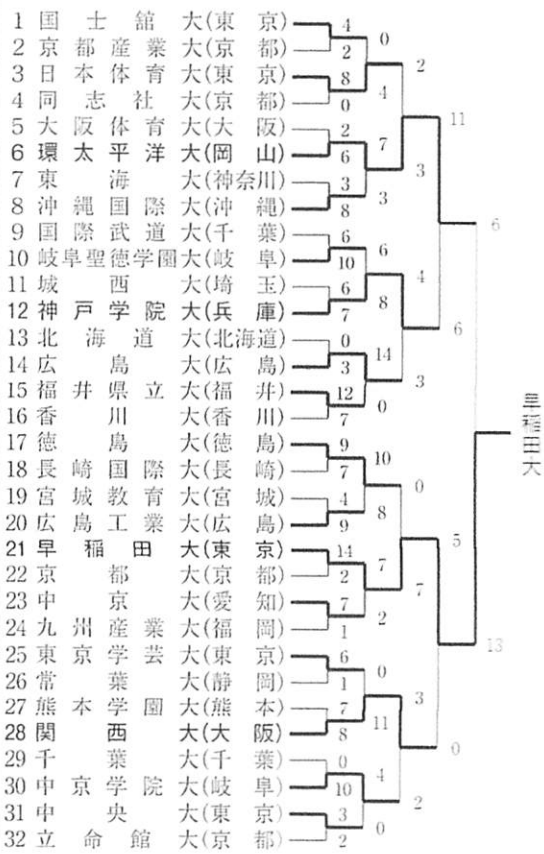 1 国士舘大(東京)
2 京都産業大(京都)
3 日本体育大(東京)
4 同志社大(京都)
5 大阪体育大(大阪)
6 環太平洋大(岡山)
7 東海大(神奈川)
8 沖縄国際大(沖縄)
9 国際武道大(千葉)
10 岐阜聖徳学園大(岐阜)
11 城西大(埼玉)
12 神戸学院大(兵庫)
13 北海道大(北海道)
14 広島大(広島)
15 福井県立大(福井)
16 香川大(香川)
17 徳島大(徳島)
18 長崎国際大(長崎)
19 宮城教育大(宮城)
20 広島工業大(広島)
21 早稲田大(東京)
22 京都大(京都)
23 中京大(愛知)
24 九州産業大(福岡)
25 東京学芸大(東京)
26 常葉大(静岡)
27 熊本学園大(熊本)
28 関西大(大阪)
29 千葉大(千葉)
30 中京学院大(岐阜)
31 中央大(東京)
32 立命館大(京都)
4
2
8
0
2
6
3
8
6
10
6
7
0
3
12
7
9
7
4
9
14
2
7
1
6
1
7
8
0
10
3
2
0
4
7
3
6
8
14
0
10
8
7
2
0
11
4
0
2
3
4
3
0
7
3
2
11
6
5
0
6
13
早稲田大